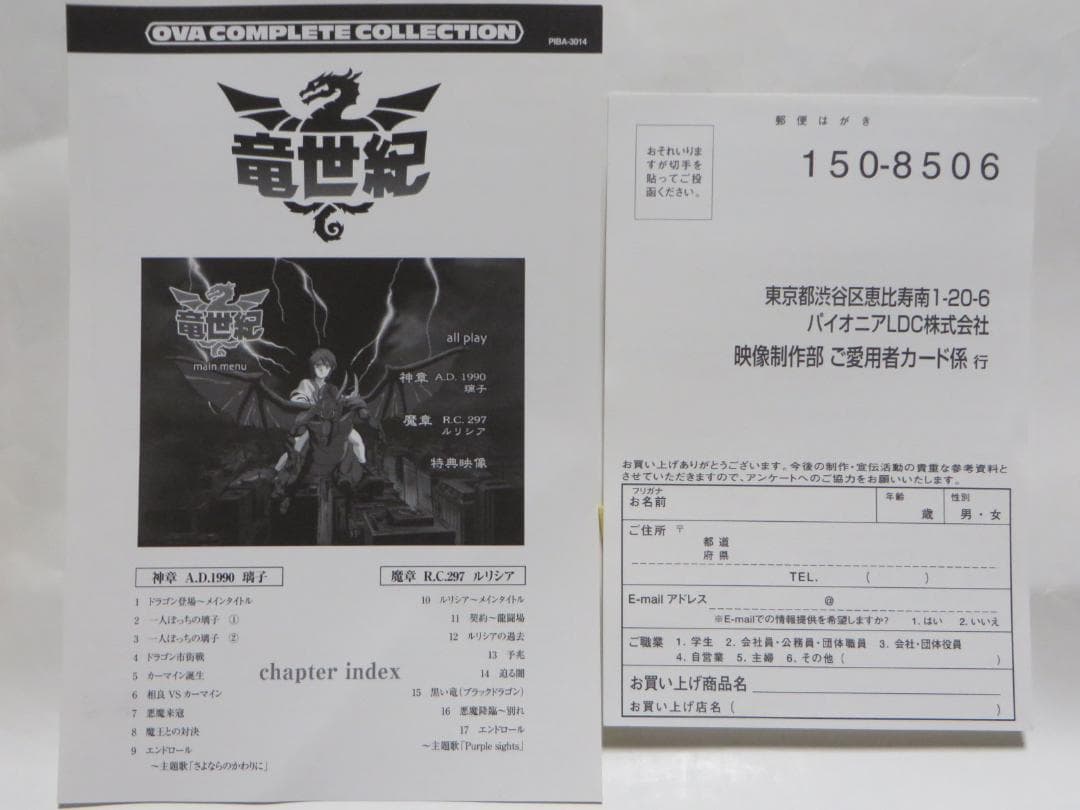 OVA COMPLETE COLLECTION
PIBA-3014
竜世紀
竜世紀
main menu
all play
神章 A.D. 1990
璃子
魔章 R.C. 297
ルリシア
特典映像
神章 A.D.1990 璃子
1 ドラゴン登場〜メインタイトル
2 一人ぼっちの璃子 ①
3 一人ぼっちの璃子 ②
4 ドラゴン市街戦
5 カーマイン誕生
6 相良 VS カーマイン
7 悪魔来冦
8 魔王との対決
9 エンドロール
〜主題歌「さよならのかわりに」
chapter index
魔章 R.C.297 ルリシア
10 ルリシア〜メインタイトル
11 契約〜龍闘場
12 ルリシアの過去
13 予兆
14 迫る闇
15 黒い竜(ブラックドラゴン)
16 悪魔降臨〜別れ
17 エンドロール
〜主題歌「Purple sights」
郵便はがき
おそれいりま
すが切手を
貼ってご投
函ください。
150-8506
東京都渋谷区恵比寿南1-20-6
パイオニアLDC株式会社
映像制作部 ご愛用者カード係 行
お買い上げありがとうございます。今後の制作・宣伝活動の貴重な参考資料と
させていただきますので、アンケートへのご協力をお願いいたします。
フリガナ
お名前
年齢
歳
性別
男・女
ご住所 〒
都 道
府 県
TEL. ( )
E-mail アドレス @
※E-mailでの情報提供を希望しますか? 1. はい 2. いいえ
ご職業 1. 学生 2. 会社員・公務員・団体職員 3. 会社・団体役員
4. 自営業 5. 主婦 6. その他 ( )
お買い上げ商品名
お買い上げ店名 ( )